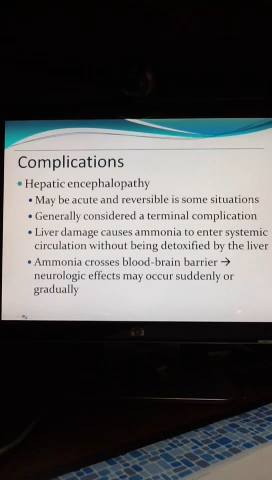 Complications
• Hepatic encephalopathy
• May be acute and reversible is some situations
• Generally considered a terminal complication
• Liver damage causes ammonia to enter systemic
circulation without being detoxified by the liver
• Ammonia crosses blood-brain barrier →
neurologic effects may occur suddenly or
gradually
hp